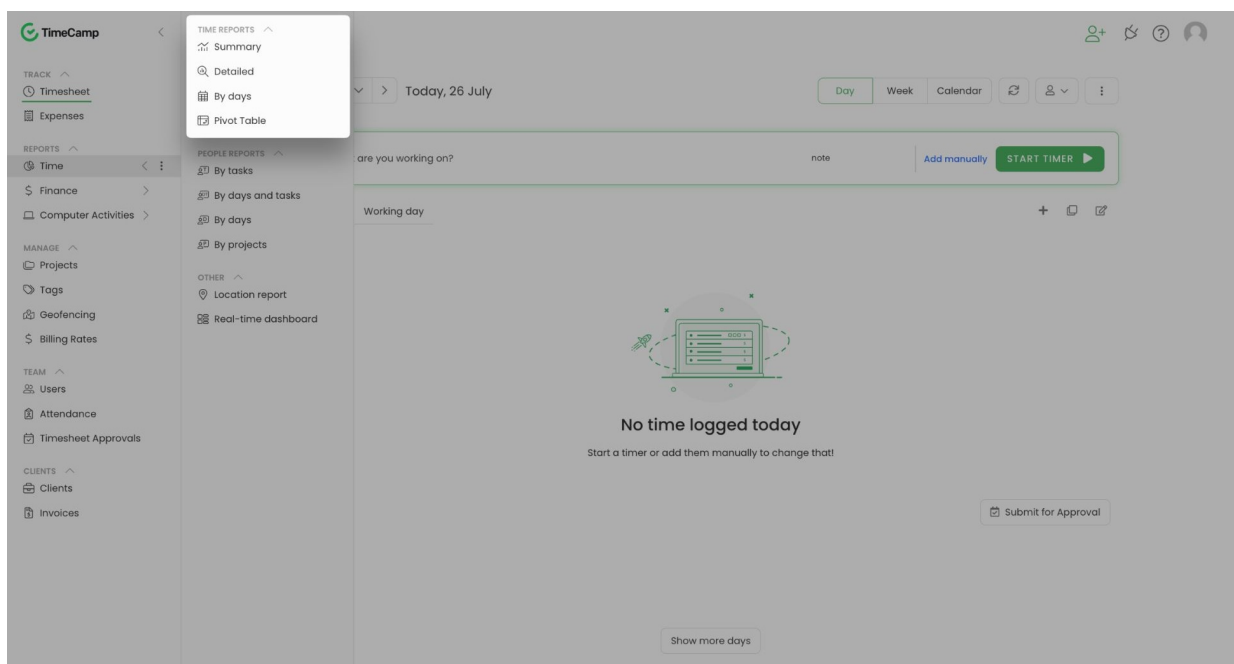 TimeCamp
TRACK
Timesheet
Expenses
REPORTS
Time
$ Finance
Computer Activities
MANAGE
Projects
Tags
Geofencing
$ Billing Rates
TEAM
Users
Attendance
Timesheet Approvals
CLIENTS
Clients
Invoices
TIME REPORTS
Summary
Detailed
By days
Pivot Table
PEOPLE REPORTS
By tasks
By days and tasks
By days
By projects
OTHER
Location report
Real-time dashboard
Today, 26 July
Day Week Calendar
are you working on? note Add manually START TIMER
Working day
No time logged today
Start a timer or add them manually to change that!
Submit for Approval
Show more days